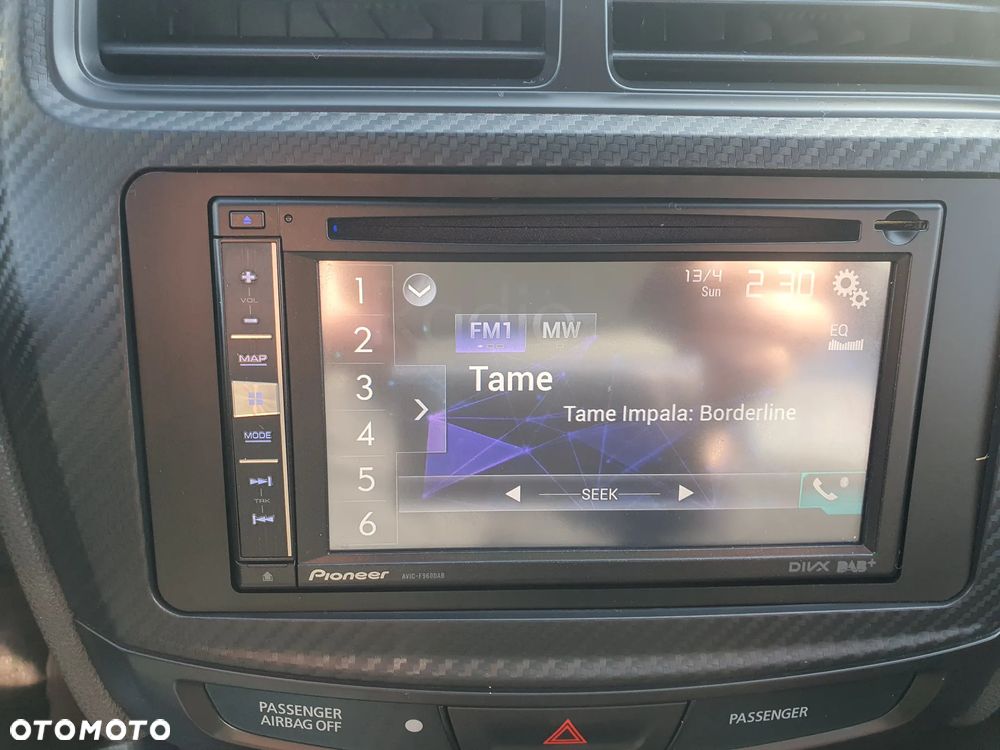 1
2
3
4
5
6
13/4
Sun
2 30
FM1
MW
EQ
Tame
Tame Impala: Borderline
SEEK
VOL
MAP
MODE
TRK
Pioneer
AVIC-F960DAB
DIVX
DAB+
PASSENGER
AIRBAG OFF
PASSENGER
OTOMOTO